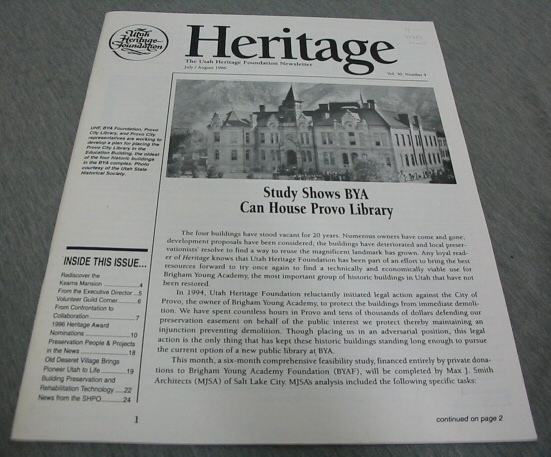 Utah
Heritage
Foundation
Heritage
The Utah Heritage Foundation Newsletter
July / August 1996
Vol. 30, Number 4
UHF, BYA Foundation, Provo
City Library, and Provo City
representatives are working to
develop a plan for placing the
Provo City Library in the
Education Building, the oldest
of the four historic buildings
in the BYA complex. Photo
courtesy of the Utah State
Historical Society.
Study Shows BYA
Can House Provo Library
The four buildings have stood vacant for 20 years. Numerous owners have come and gone,
development proposals have been considered, the buildings have deteriorated and local preser-
vationists' resolve to find a way to reuse the magnificent landmark has grown. Any loyal read-
er of Heritage knows that Utah Heritage Foundation has been part of an effort to bring the best
resources forward to try once again to find a technically and economically viable use for
Brigham Young Academy, the most important group of historic buildings in Utah that have not
been restored.
In 1994, Utah Heritage Foundation reluctantly initiated legal action against the City of
Provo, the owner of Brigham Young Academy, to protect the buildings from immediate demoli-
tion. We have spent countless hours in Provo and tens of thousands of dollars defending our
preservation easement on behalf of the public interest we protect thereby maintaining an
injunction preventing demolition. Though placing us in an adversarial position, this legal
action is the only thing that has kept these historic buildings standing long enough to pursue
the current option of a new public library at BYA.
This month, a six-month comprehensive feasibility study, financed entirely by private dona-
tions to Brigham Young Academy Foundation (BYAF), will be completed by Max J. Smith
Architects (MJSA) of Salt Lake City. MJSA's analysis included the following specific tasks:
INSIDE THIS ISSUE...
Rediscover the
Kearns Mansion ..............4
From the Executive Director ...5
Volunteer Guild Corner..........6
From Confrontation to
Collaboration.....................7
1996 Heritage Award
Nominations ..................10
Preservation People & Projects
in the News ...................18
Old Deseret Village Brings
Pioneer Utah to Life ............19
Building Preservation and
Rehabilitation Technology .....22
News from the SHPO...........24
1
continued on page 2